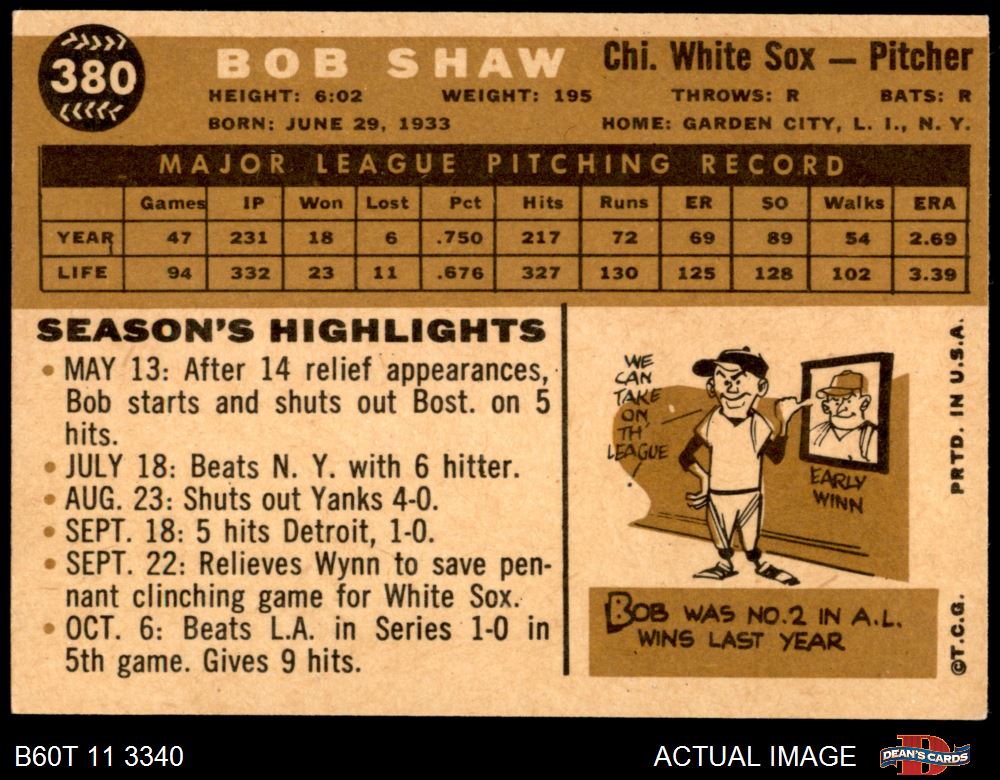 380
BOB SHAW
Chi. White Sox — Pitcher
HEIGHT: 6:02 WEIGHT: 195 THROWS: R BATS: R
BORN: JUNE 29, 1933 HOME: GARDEN CITY, L. I., N. Y.
MAJOR LEAGUE PITCHING RECORD
Games IP Won Lost Pct Hits Runs ER SO Walks ERA
YEAR 47 231 18 6 .750 217 72 69 89 54 2.69
LIFE 94 332 23 11 .676 327 130 125 128 102 3.39
SEASON'S HIGHLIGHTS
• MAY 13: After 14 relief appearances,
Bob starts and shuts out Bost. on 5
hits.
• JULY 18: Beats N. Y. with 6 hitter.
• AUG. 23: Shuts out Yanks 4-0.
• SEPT. 18: 5 hits Detroit, 1-0.
• SEPT. 22: Relieves Wynn to save pen-
nant clinching game for White Sox.
• OCT. 6: Beats L.A. in Series 1-0 in
5th game. Gives 9 hits.
WE
CAN
TAKE
ON
TH'
LEAGUE
EARLY
WINN
BOB WAS NO.2 IN A.L.
WINS LAST YEAR
PRTD. IN U.S.A.
©T.C.G.
B60T 11 3340
ACTUAL IMAGE
D
DEAN'S CARDS